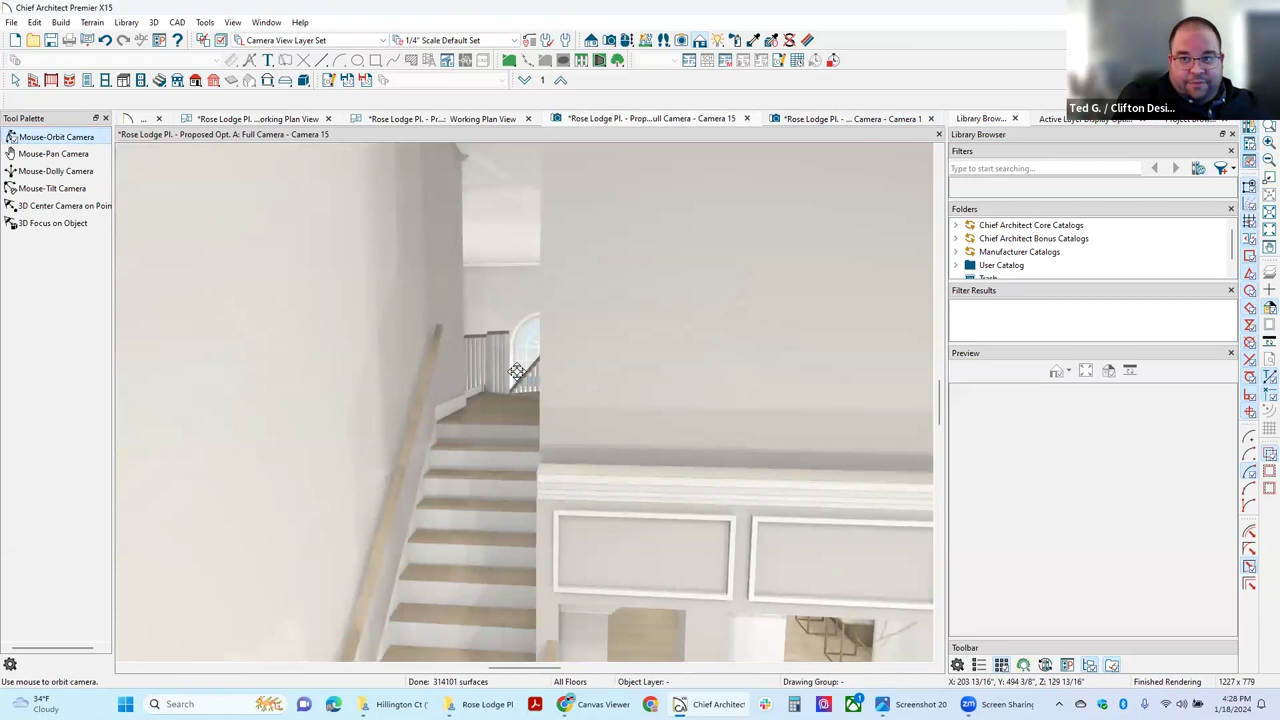 Chief Architect Premier X15
File Edit Build Terrain Library 3D CAD Tools View Window Help
Camera View Layer Set 1/4" Scale Default Set
1
Tool Palette
*Rose Lodge Pl. ...orking Plan View *Rose Lodge Pl. - Pr...: Working Plan View *Rose Lodge Pl. - Prop...ull Camera - Camera 15 *Rose Lodge Pl. ... Camera - Camera 1
Library Brow... Active Layer Display Opt...
*Rose Lodge Pl. - Proposed Opt. A: Full Camera - Camera 15
Library Browser
Mouse-Orbit Camera
Mouse-Pan Camera
Mouse-Dolly Camera
Mouse-Tilt Camera
3D Center Camera on Poin
3D Focus on Object
Ted G. / Clifton Desi...
Filters
Type to start searching...
Folders
Chief Architect Core Catalogs
Chief Architect Bonus Catalogs
Manufacturer Catalogs
User Catalog
Filter Results
Preview
Toolbar
Use mouse to orbit camera. Done: 314101 surfaces All Floors Object Layer: - Drawing Group: - X: 203 13/16", Y: 494 3/8", Z: 129 13/16" Finished Rendering 1227 x 779
34°F
Cloudy
Search
Hillington Ct (
Rose Lodge Pl
Canvas Viewer
Chief Architect
Screenshot 20
Screen Sharing
4:28 PM
1/18/2024